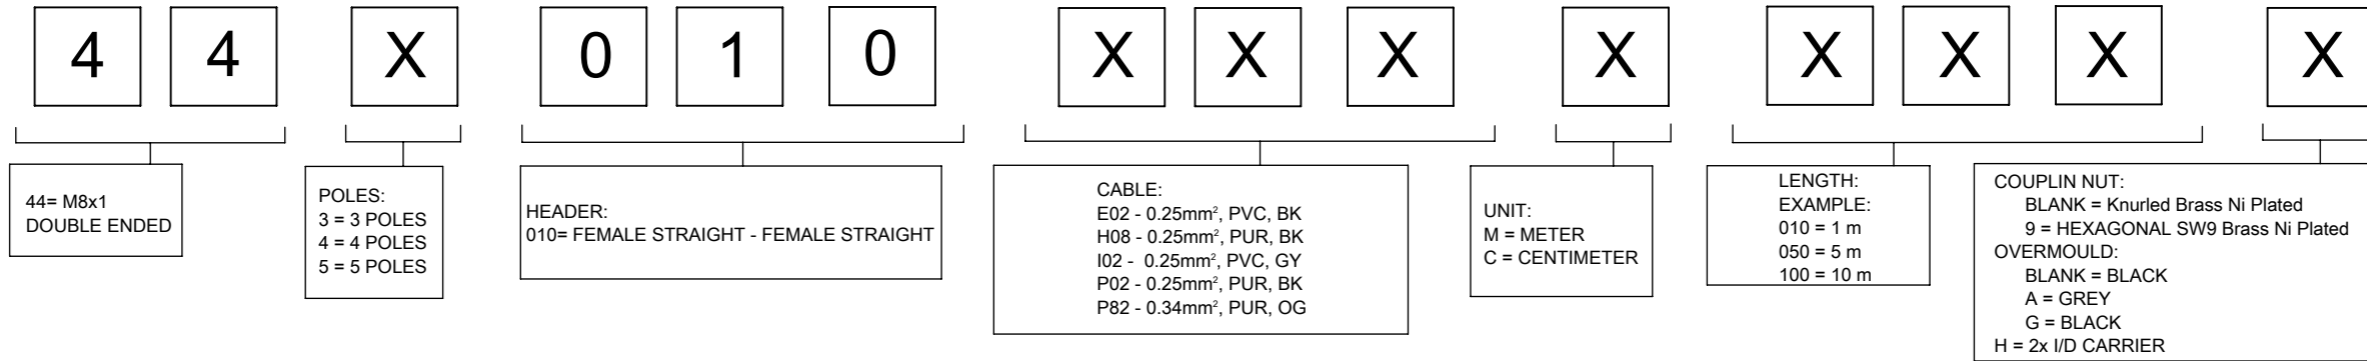 4 4 X 0 1 0 X X X X X X X X
44= M8x1
DOUBLE ENDED
POLES:
3 = 3 POLES
4 = 4 POLES
5 = 5 POLES
HEADER:
010= FEMALE STRAIGHT - FEMALE STRAIGHT
CABLE:
E02 - 0.25mm², PVC, BK
H08 - 0.25mm², PUR, BK
I02 - 0.25mm², PVC, GY
P02 - 0.25mm², PUR, BK
P82 - 0.34mm², PUR, OG
UNIT:
M = METER
C = CENTIMETER
LENGTH:
EXAMPLE:
010 = 1 m
050 = 5 m
100 = 10 m
COUPLIN NUT:
BLANK = Knurled Brass Ni Plated
9 = HEXAGONAL SW9 Brass Ni Plated
OVERMOULD:
BLANK = BLACK
A = GREY
G = BLACK
H = 2x I/D CARRIER